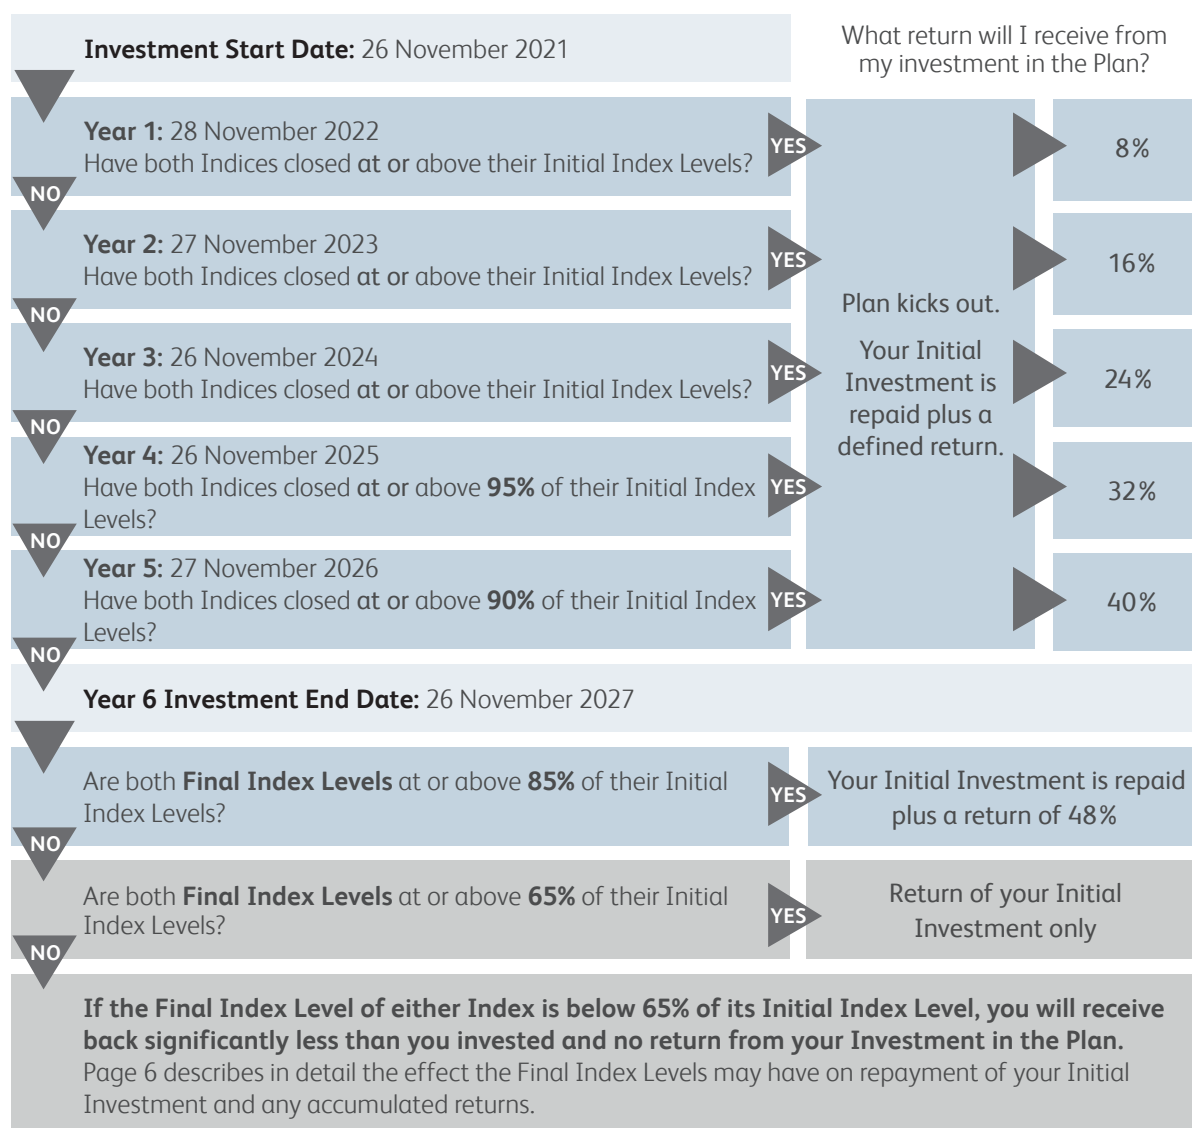 Investment Start Date: 26 November 2021
What return will I receive from
my investment in the Plan?
Year 1: 28 November 2022
Have both Indices closed at or above their Initial Index Levels?
YES
8%
NO
Year 2: 27 November 2023
Have both Indices closed at or above their Initial Index Levels?
YES
16%
NO
Year 3: 26 November 2024
Have both Indices closed at or above their Initial Index Levels?
YES
24%
NO
Year 4: 26 November 2025
Have both Indices closed at or above 95% of their Initial Index
Levels?
YES
32%
NO
Year 5: 27 November 2026
Have both Indices closed at or above 90% of their Initial Index
Levels?
YES
40%
NO
Plan kicks out.
Your Initial
Investment is
repaid plus a
defined return.
Year 6 Investment End Date: 26 November 2027
Are both Final Index Levels at or above 85% of their Initial
Index Levels?
YES
Your Initial Investment is repaid
plus a return of 48%
NO
Are both Final Index Levels at or above 65% of their Initial
Index Levels?
YES
Return of your Initial
Investment only
NO
If the Final Index Level of either Index is below 65% of its Initial Index Level, you will receive
back significantly less than you invested and no return from your Investment in the Plan.
Page 6 describes in detail the effect the Final Index Levels may have on repayment of your Initial
Investment and any accumulated returns.